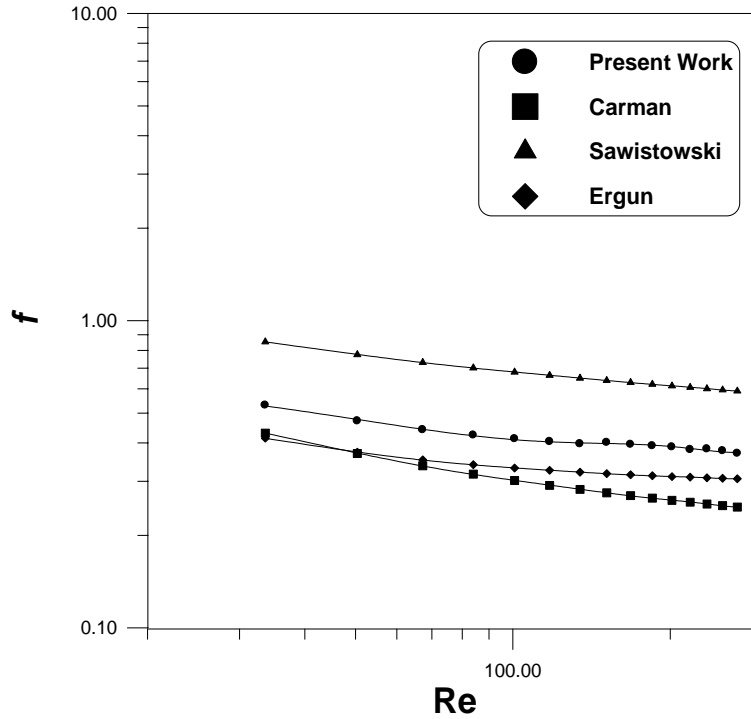 10.00
Present Work
Carman
Sawistowski
Ergun
1.00
f
0.10
100.00
Re